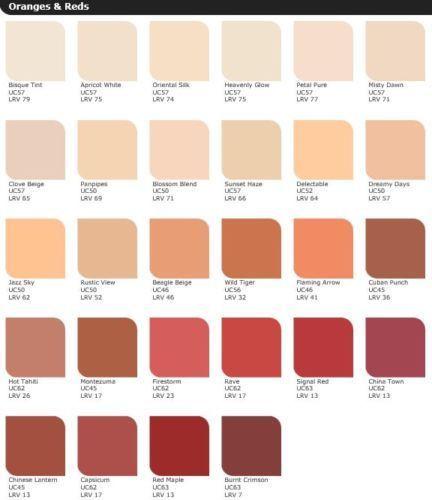 Oranges & Reds
Bisque Tint
UC57
LRV 79
Apricot White
UC57
LRV 75
Oriental Silk
UC57
LRV 74
Heavenly Glow
UC57
LRV 75
Petal Pure
UC57
LRV 77
Misty Dawn
UC57
LRV 71
Clove Beige
UC57
LRV 65
Panpipes
UC50
LRV 69
Blossom Blend
UC50
LRV 71
Sunset Haze
UC57
LRV 66
Delectable
UC52
LRV 64
Dreamy Days
UC50
LRV 57
Jazz Sky
UC50
LRV 62
Rustic View
UC50
LRV 52
Beagle Beige
UC46
LRV 46
Wild Tiger
UC56
LRV 32
Flaming Arrow
UC46
LRV 41
Cuban Punch
UC45
LRV 36
Hot Tahiti
UC62
LRV 26
Montezuma
UC45
LRV 17
Firestorm
UC62
LRV 23
Rave
UC62
LRV 17
Signal Red
UC63
LRV 13
China Town
UC62
LRV 13
Chinese Lantern
UC45
LRV 13
Capsicum
UC62
LRV 17
Red Maple
UC63
LRV 13
Burnt Crimson
UC63
LRV 7